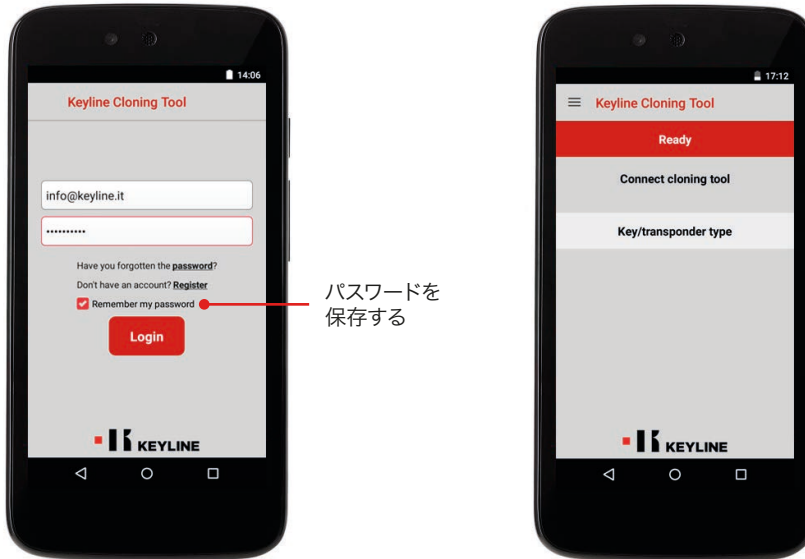 14:06
Keyline Cloning Tool
info@keyline.it
••••••••••
Have you forgotten the password?
Don't have an account? Register
Remember my password
Login
KEYLINE
パスワードを
保存する
17:12
Keyline Cloning Tool
Ready
Connect cloning tool
Key/transponder type
KEYLINE